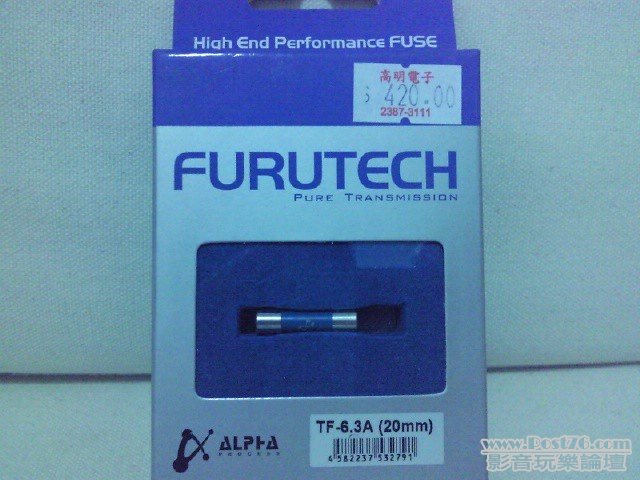 High End Performance FUSE
高明電子
$ 420.00
2387-3111
FURUTECH
PURE TRANSMISSION
ALPHA
PROCESS
TF-6.3A (20mm)
4 582237 532791
www.Post76.com
影音玩樂論壇